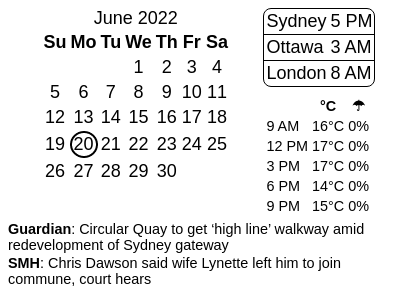 June 2022
Su Mo Tu We Th Fr Sa
1 2 3 4
5 6 7 8 9 10 11
12 13 14 15 16 17 18
19 20 21 22 23 24 25
26 27 28 29 30
Sydney 5 PM
Ottawa 3 AM
London 8 AM
°C ☂
9 AM 16°C 0%
12 PM 17°C 0%
3 PM 17°C 0%
6 PM 14°C 0%
9 PM 15°C 0%
Guardian: Circular Quay to get ‘high line’ walkway amid
redevelopment of Sydney gateway
SMH: Chris Dawson said wife Lynette left him to join
commune, court hears